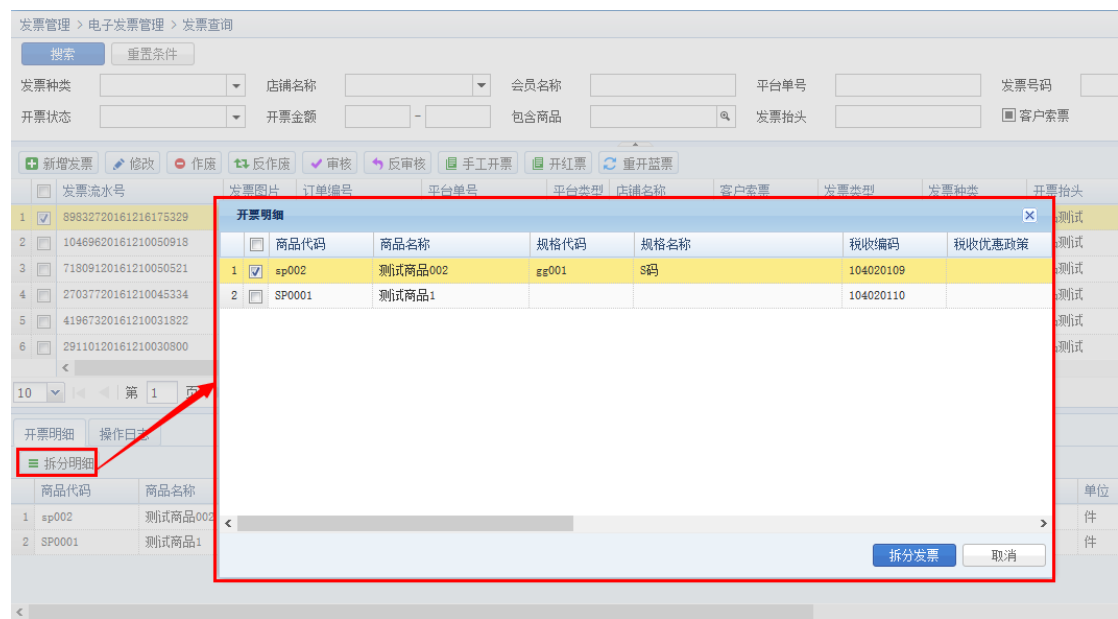 发票管理 > 电子发票管理 > 发票查询
搜索 重置条件
发票种类 店铺名称 会员名称 平台单号 发票号码
开票状态 开票金额 - 包含商品 发票抬头 客户索票
新增发票 修改 作废 反作废 审核 反审核 手工开票 开红票 重开蓝票
发票流水号 发票图片 订单编号 平台单号 平台类型 店铺名称 客户索票 发票类型 发票种类 开票抬头
1 89832720161216175329 测试
2 10469620161210050918 测试
3 71809120161210050521 测试
4 27037720161210045334 测试
5 41967320161210031822 测试
6 29110120161210030800 测试
10 第 1 页
开票明细 操作日志
拆分明细
商品代码 商品名称 单位
1 sp002 测试商品002 件
2 SP0001 测试商品1 件
开票明细
商品代码 商品名称 规格代码 规格名称 税收编码 税收优惠政策
1 sp002 测试商品002 gg001 S码 104020109
2 SP0001 测试商品1 104020110
拆分发票 取消